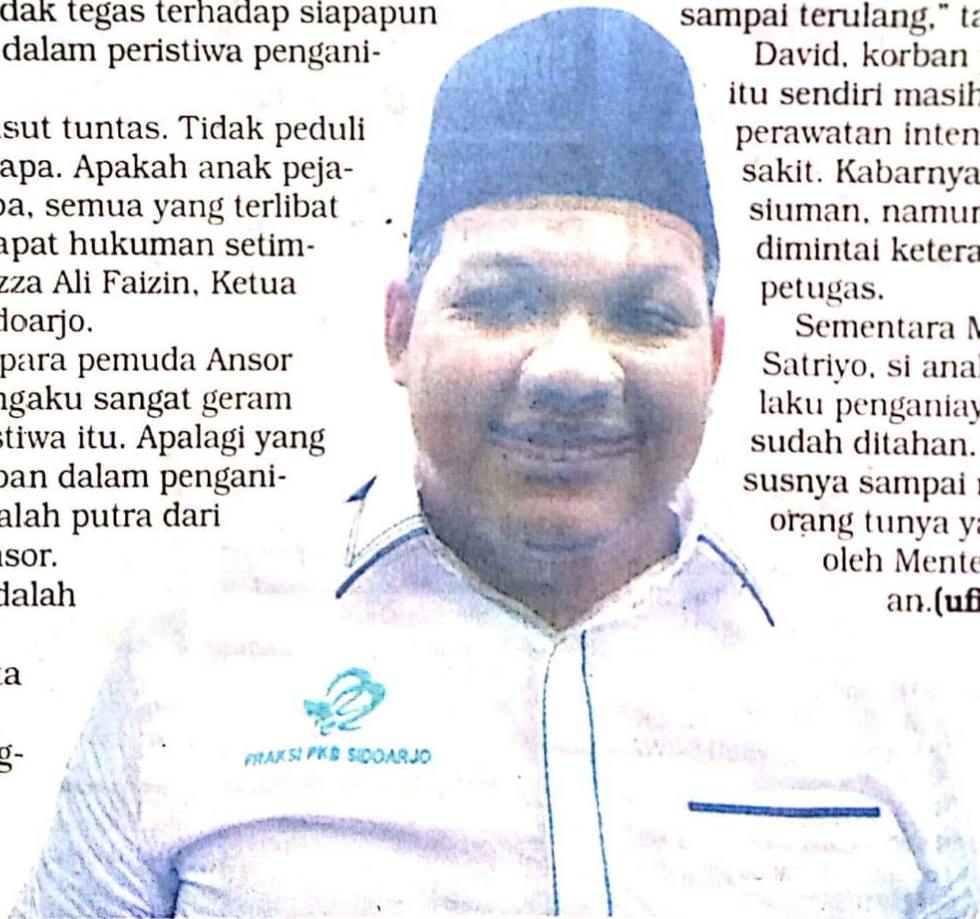 dak tegas terhadap siapapun
dalam peristiwa pengani-
sut tuntas. Tidak peduli
apa. Apakah anak peja-
pa, semua yang terlibat
apat hukuman setim-
zza Ali Faizin, Ketua
doarjo.
para pemuda Ansor
ngaku sangat geram
stiwa itu. Apalagi yang
ban dalam pengani-
alah putra dari
nsor.
dalah
ta
g-
FRAKSI PKB SIDOARJO
sampai terulang," ta
David, korban
itu sendiri masih
perawatan inten
sakit. Kabarnya
siuman, namu
dimintai ketera
petugas.
Sementara M
Satriyo, si ana
laku penganiay
sudah ditahan.
susnya sampai
orang tunya ya
oleh Mente
an.(ufi